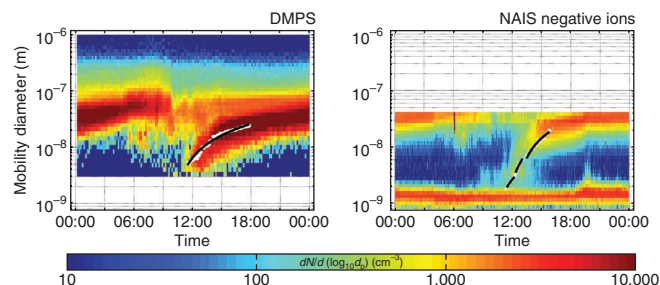 DMPS
NAIS negative ions
Mobility diameter (m)
10⁻⁶
10⁻⁷
10⁻⁸
10⁻⁹
00:00 06:00 12:00 18:00 00:00
Time
10⁻⁶
10⁻⁷
10⁻⁸
10⁻⁹
00:00 06:00 12:00 18:00 00:00
Time
dN/d (log₁₀dₚ) (cm⁻³)
10 100 1.000 10.000